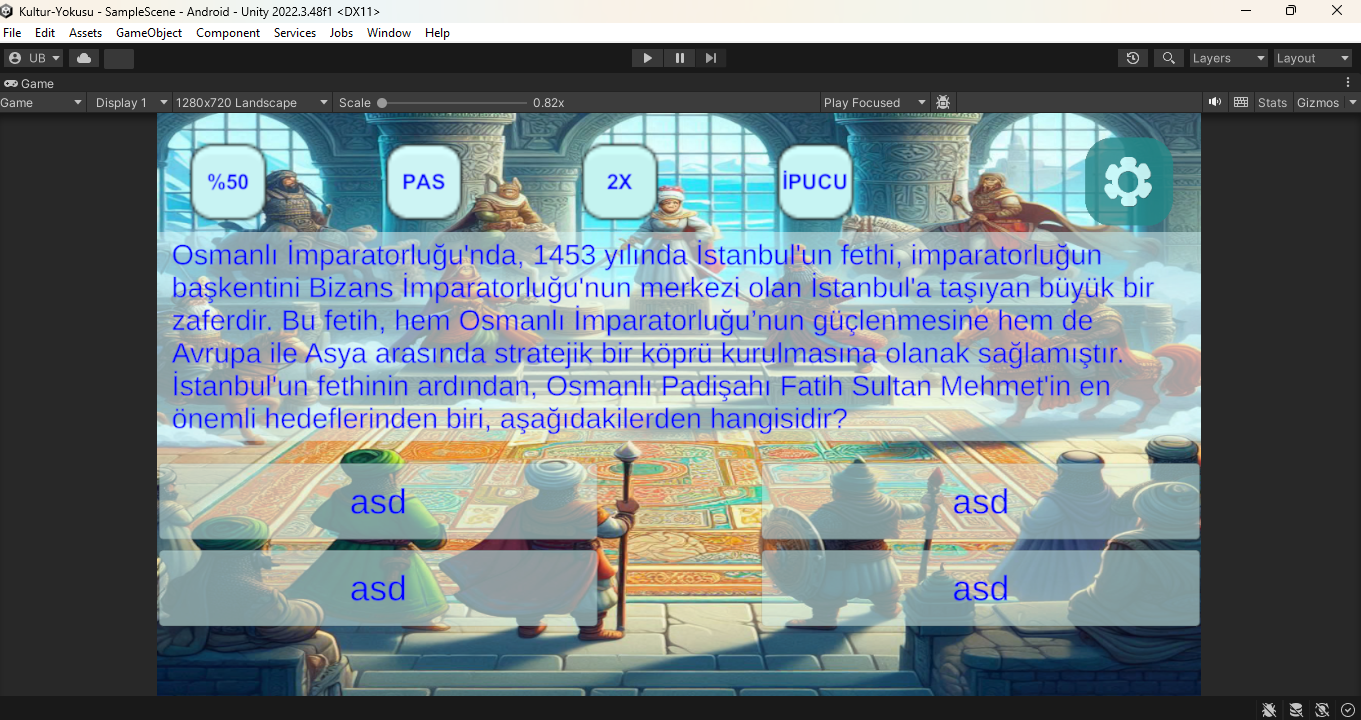 Kultur-Yokusu - SampleScene - Android - Unity 2022.3.48f1 <DX11>
File Edit Assets GameObject Component Services Jobs Window Help
UB Layers Layout
Game
Game Display 1 1280x720 Landscape Scale 0.82x Play Focused Stats Gizmos
%50 PAS 2X İPUCU
Osmanlı İmparatorluğu'nda, 1453 yılında İstanbul'un fethi, imparatorluğun
başkentini Bizans İmparatorluğu'nun merkezi olan İstanbul'a taşıyan büyük bir
zaferdir. Bu fetih, hem Osmanlı İmparatorluğu’nun güçlenmesine hem de
Avrupa ile Asya arasında stratejik bir köprü kurulmasına olanak sağlamıştır.
İstanbul'un fethinin ardından, Osmanlı Padişahı Fatih Sultan Mehmet'in en
önemli hedeflerinden biri, aşağıdakilerden hangisidir?
asd asd
asd asd